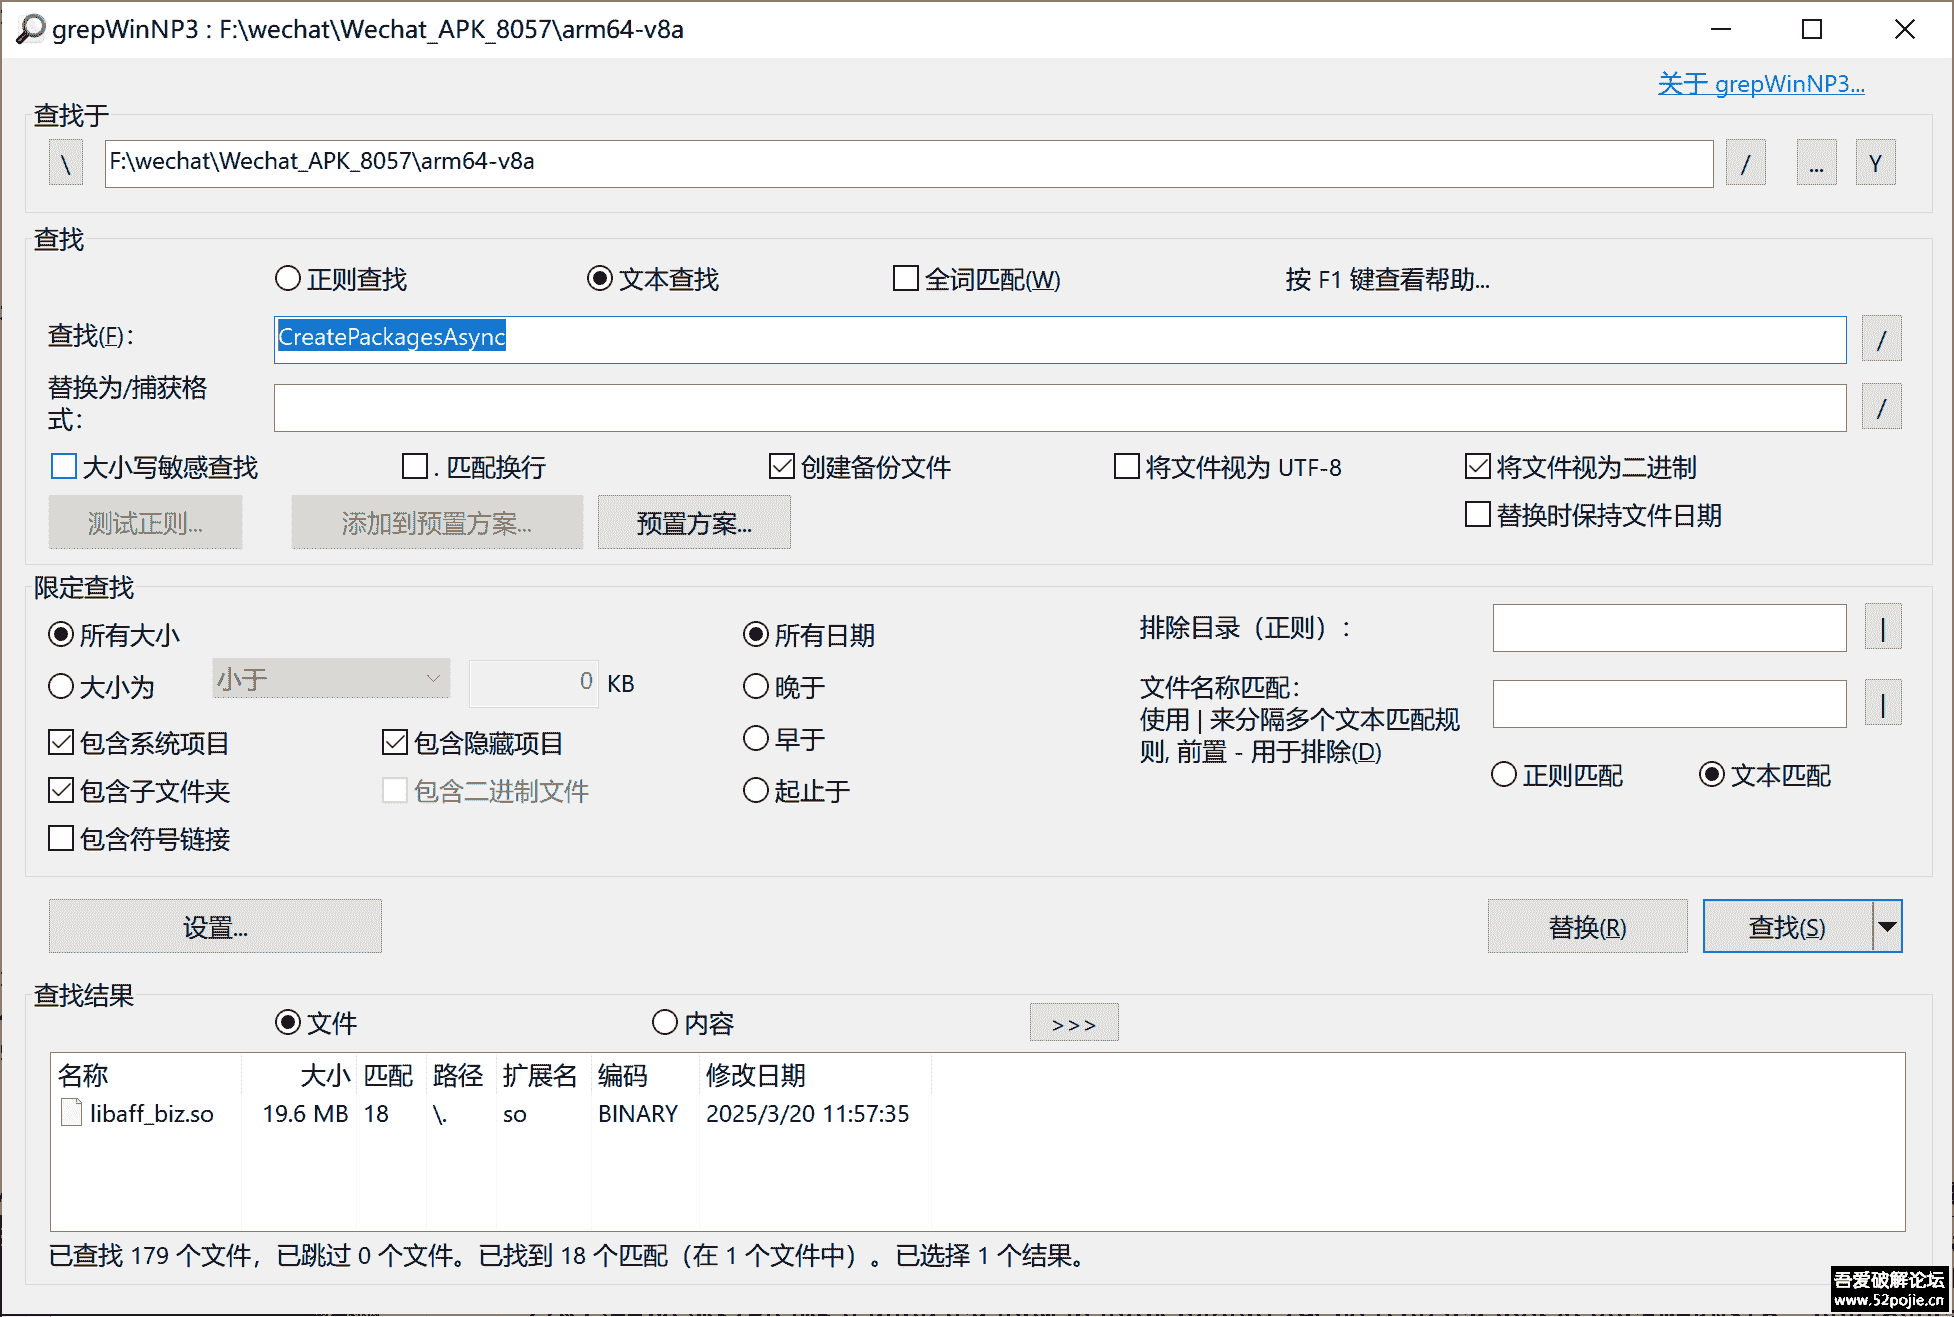 grepWinNP3 : F:\wechat\Wechat_APK_8057\arm64-v8a
关于 grepWinNP3...
查找于
\ F:\wechat\Wechat_APK_8057\arm64-v8a / ... Y
查找
正则查找 文本查找 全词匹配(W) 按 F1 键查看帮助...
查找(F)： CreatePackagesAsync /
替换为/捕获格
式： /
大小写敏感查找 . 匹配换行 创建备份文件 将文件视为 UTF-8 将文件视为二进制
测试正则... 添加到预置方案... 预置方案... 替换时保持文件日期
限定查找
所有大小 所有日期 排除目录（正则）： |
大小为 小于 0 KB 晚于 文件名称匹配： |
使用 | 来分隔多个文本匹配规
则, 前置 - 用于排除(D)
包含系统项目 包含隐藏项目 早于
正则匹配 文本匹配
包含子文件夹 包含二进制文件 起止于
包含符号链接
设置... 替换(R) 查找(S)
查找结果
文件 内容 >>>
名称 大小 匹配 路径 扩展名 编码 修改日期
libaff_biz.so 19.6 MB 18 \. so BINARY 2025/3/20 11:57:35
已查找 179 个文件，已跳过 0 个文件。已找到 18 个匹配（在 1 个文件中）。已选择 1 个结果。
吾爱破解论坛
www.52pojie.cn